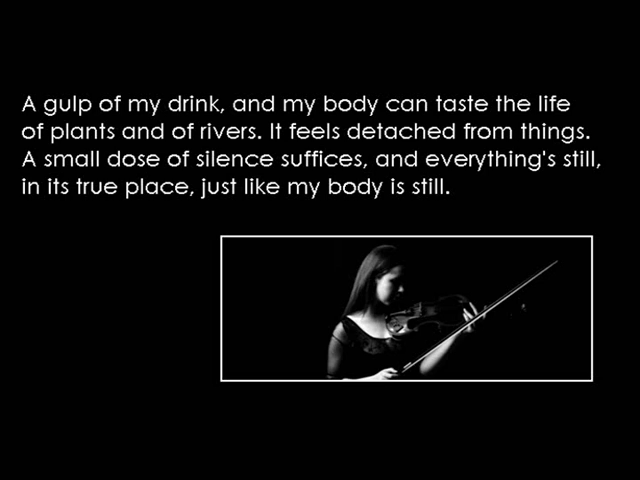 A gulp of my drink, and my body can taste the life
of plants and of rivers. It feels detached from things.
A small dose of silence suffices, and everything's still,
in its true place, just like my body is still.